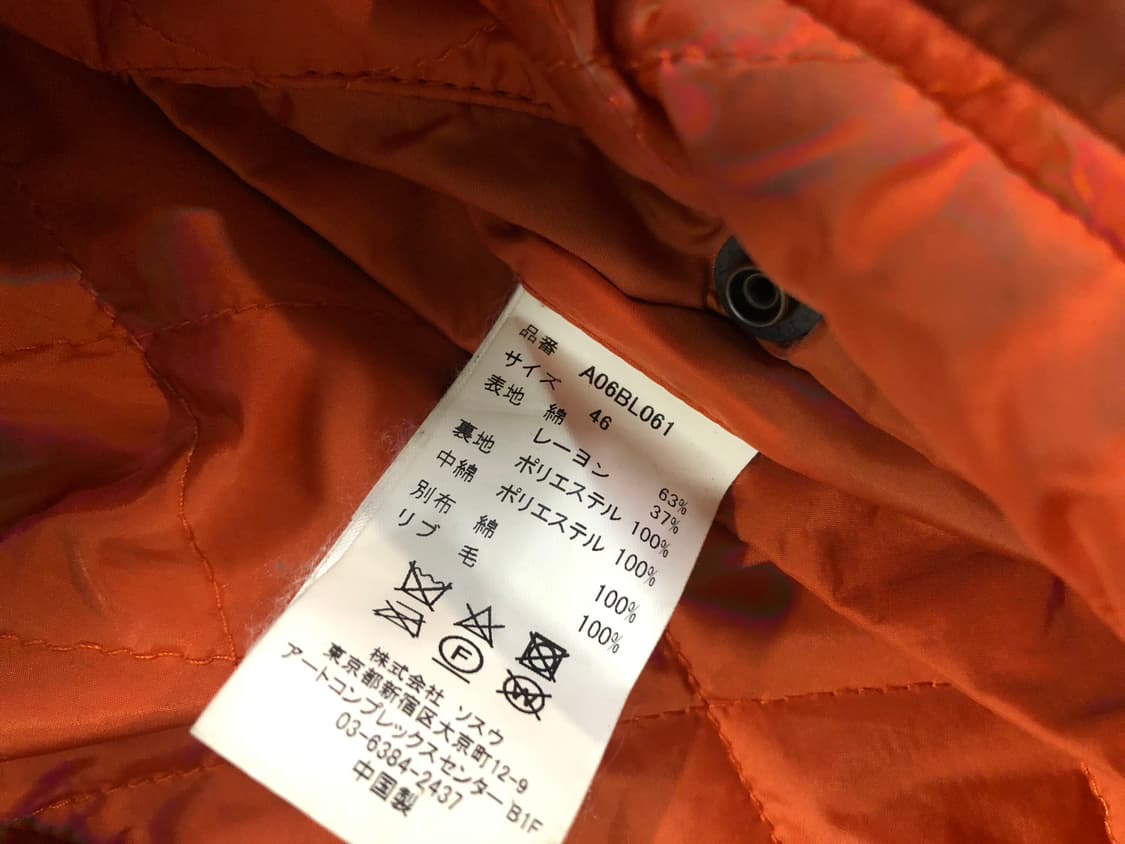 品番 A06BL061
サイズ 46
表地 綿 63%
レーヨン 37%
裏地 ポリエステル 100%
中綿 ポリエステル 100%
別布 綿 100%
リブ 毛 100%
F
W
株式会社 ソスウ
東京都新宿区大京町12-9
アートコンプレックスセンター B1F
03-6384-2437
中国製